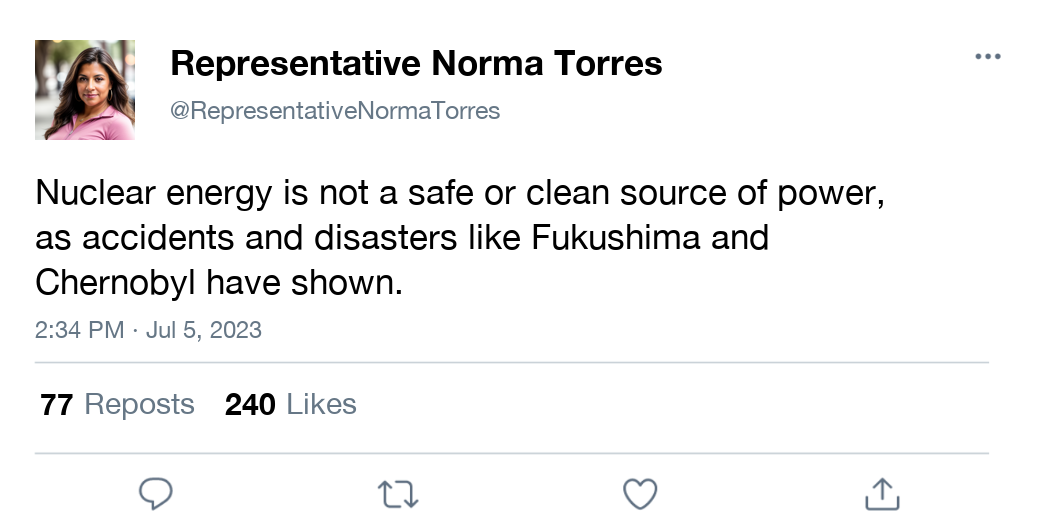 Representative Norma Torres
@RepresentativeNormaTorres
Nuclear energy is not a safe or clean source of power,
as accidents and disasters like Fukushima and
Chernobyl have shown.
2:34 PM · Jul 5, 2023
77 Reposts 240 Likes